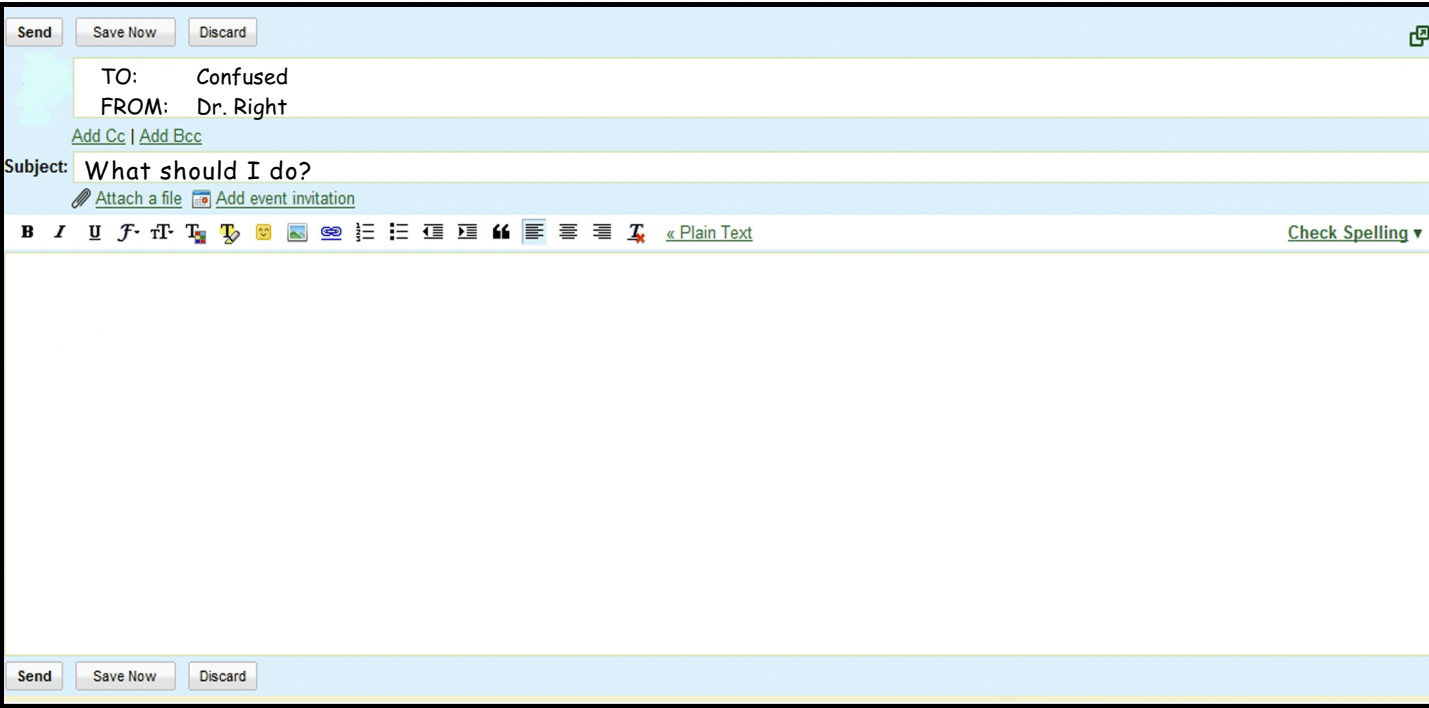 Send Save Now Discard
TO: Confused
FROM: Dr. Right
Add Cc | Add Bcc
Subject: What should I do?
Attach a file Add event invitation
B I U F TT T T « Plain Text Check Spelling ▾
Send Save Now Discard